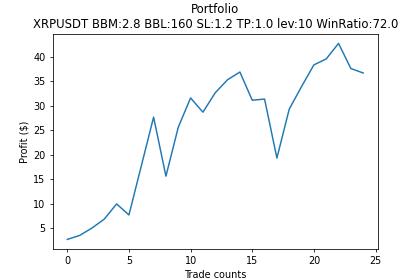 Portfolio
XRPUSDT BBM:2.8 BBL:160 SL:1.2 TP:1.0 lev:10 WinRatio:72.0
Profit ($)
40
35
30
25
20
15
10
5
0 5 10 15 20 25
Trade counts